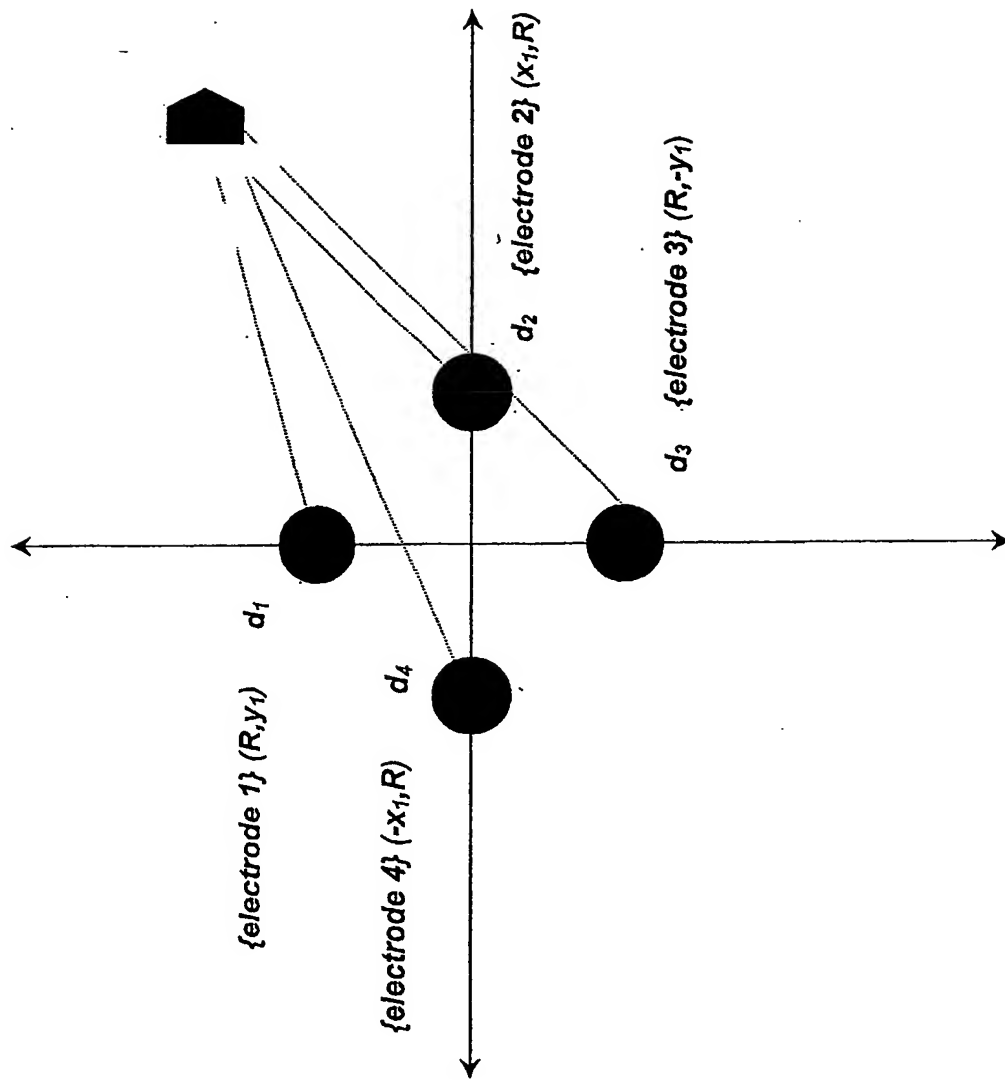 {electrode 1} (R,y₁)
d₁
{electrode 4} (-x₁,R)
d₄
d₂ {electrode 2} (x₁,R)
d₃ {electrode 3} (R,-y₁)